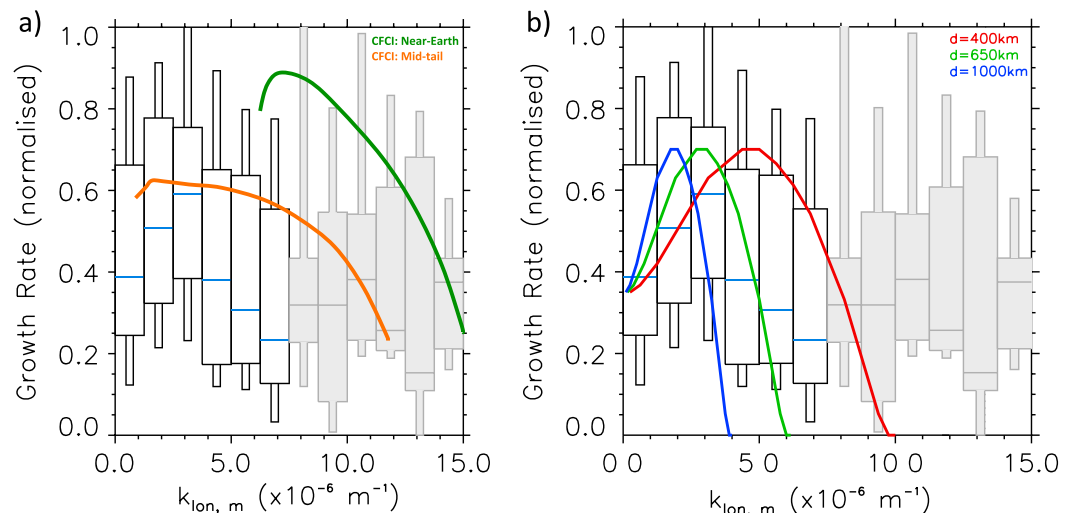 a)
Growth Rate (normalised)
1.0
0.8
0.6
0.4
0.2
0.0
CFCI: Near-Earth
CFCI: Mid-tail
0.0 5.0 10.0 15.0
k_lon, m (x10⁻⁶ m⁻¹)
b)
Growth Rate (normalised)
1.0
0.8
0.6
0.4
0.2
0.0
d=400km
d=650km
d=1000km
0.0 5.0 10.0 15.0
k_lon, m (x10⁻⁶ m⁻¹)